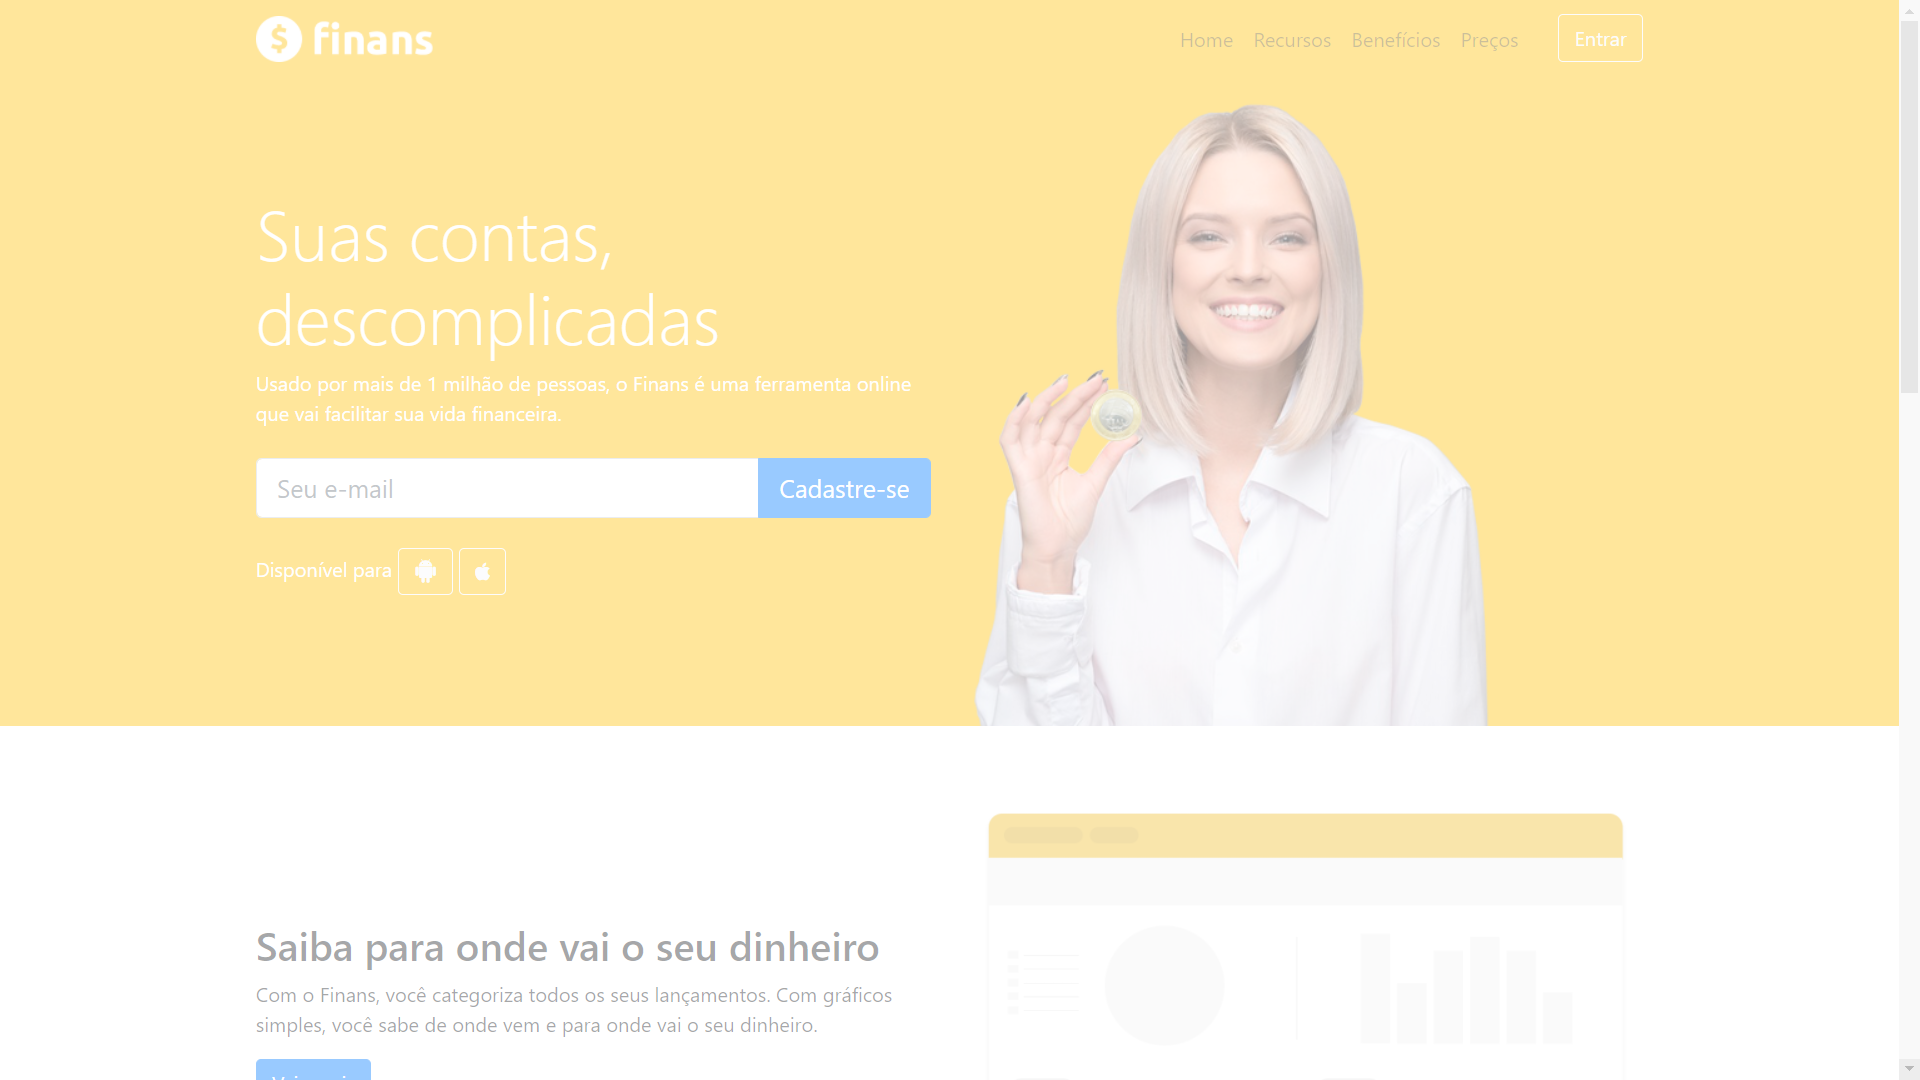 finans
Home Recursos Benefícios Preços Entrar
Suas contas,
descomplicadas
Usado por mais de 1 milhão de pessoas, o Finans é uma ferramenta online
que vai facilitar sua vida financeira.
Seu e-mail Cadastre-se
Disponível para
Saiba para onde vai o seu dinheiro
Com o Finans, você categoriza todos os seus lançamentos. Com gráficos
simples, você sabe de onde vem e para onde vai o seu dinheiro.